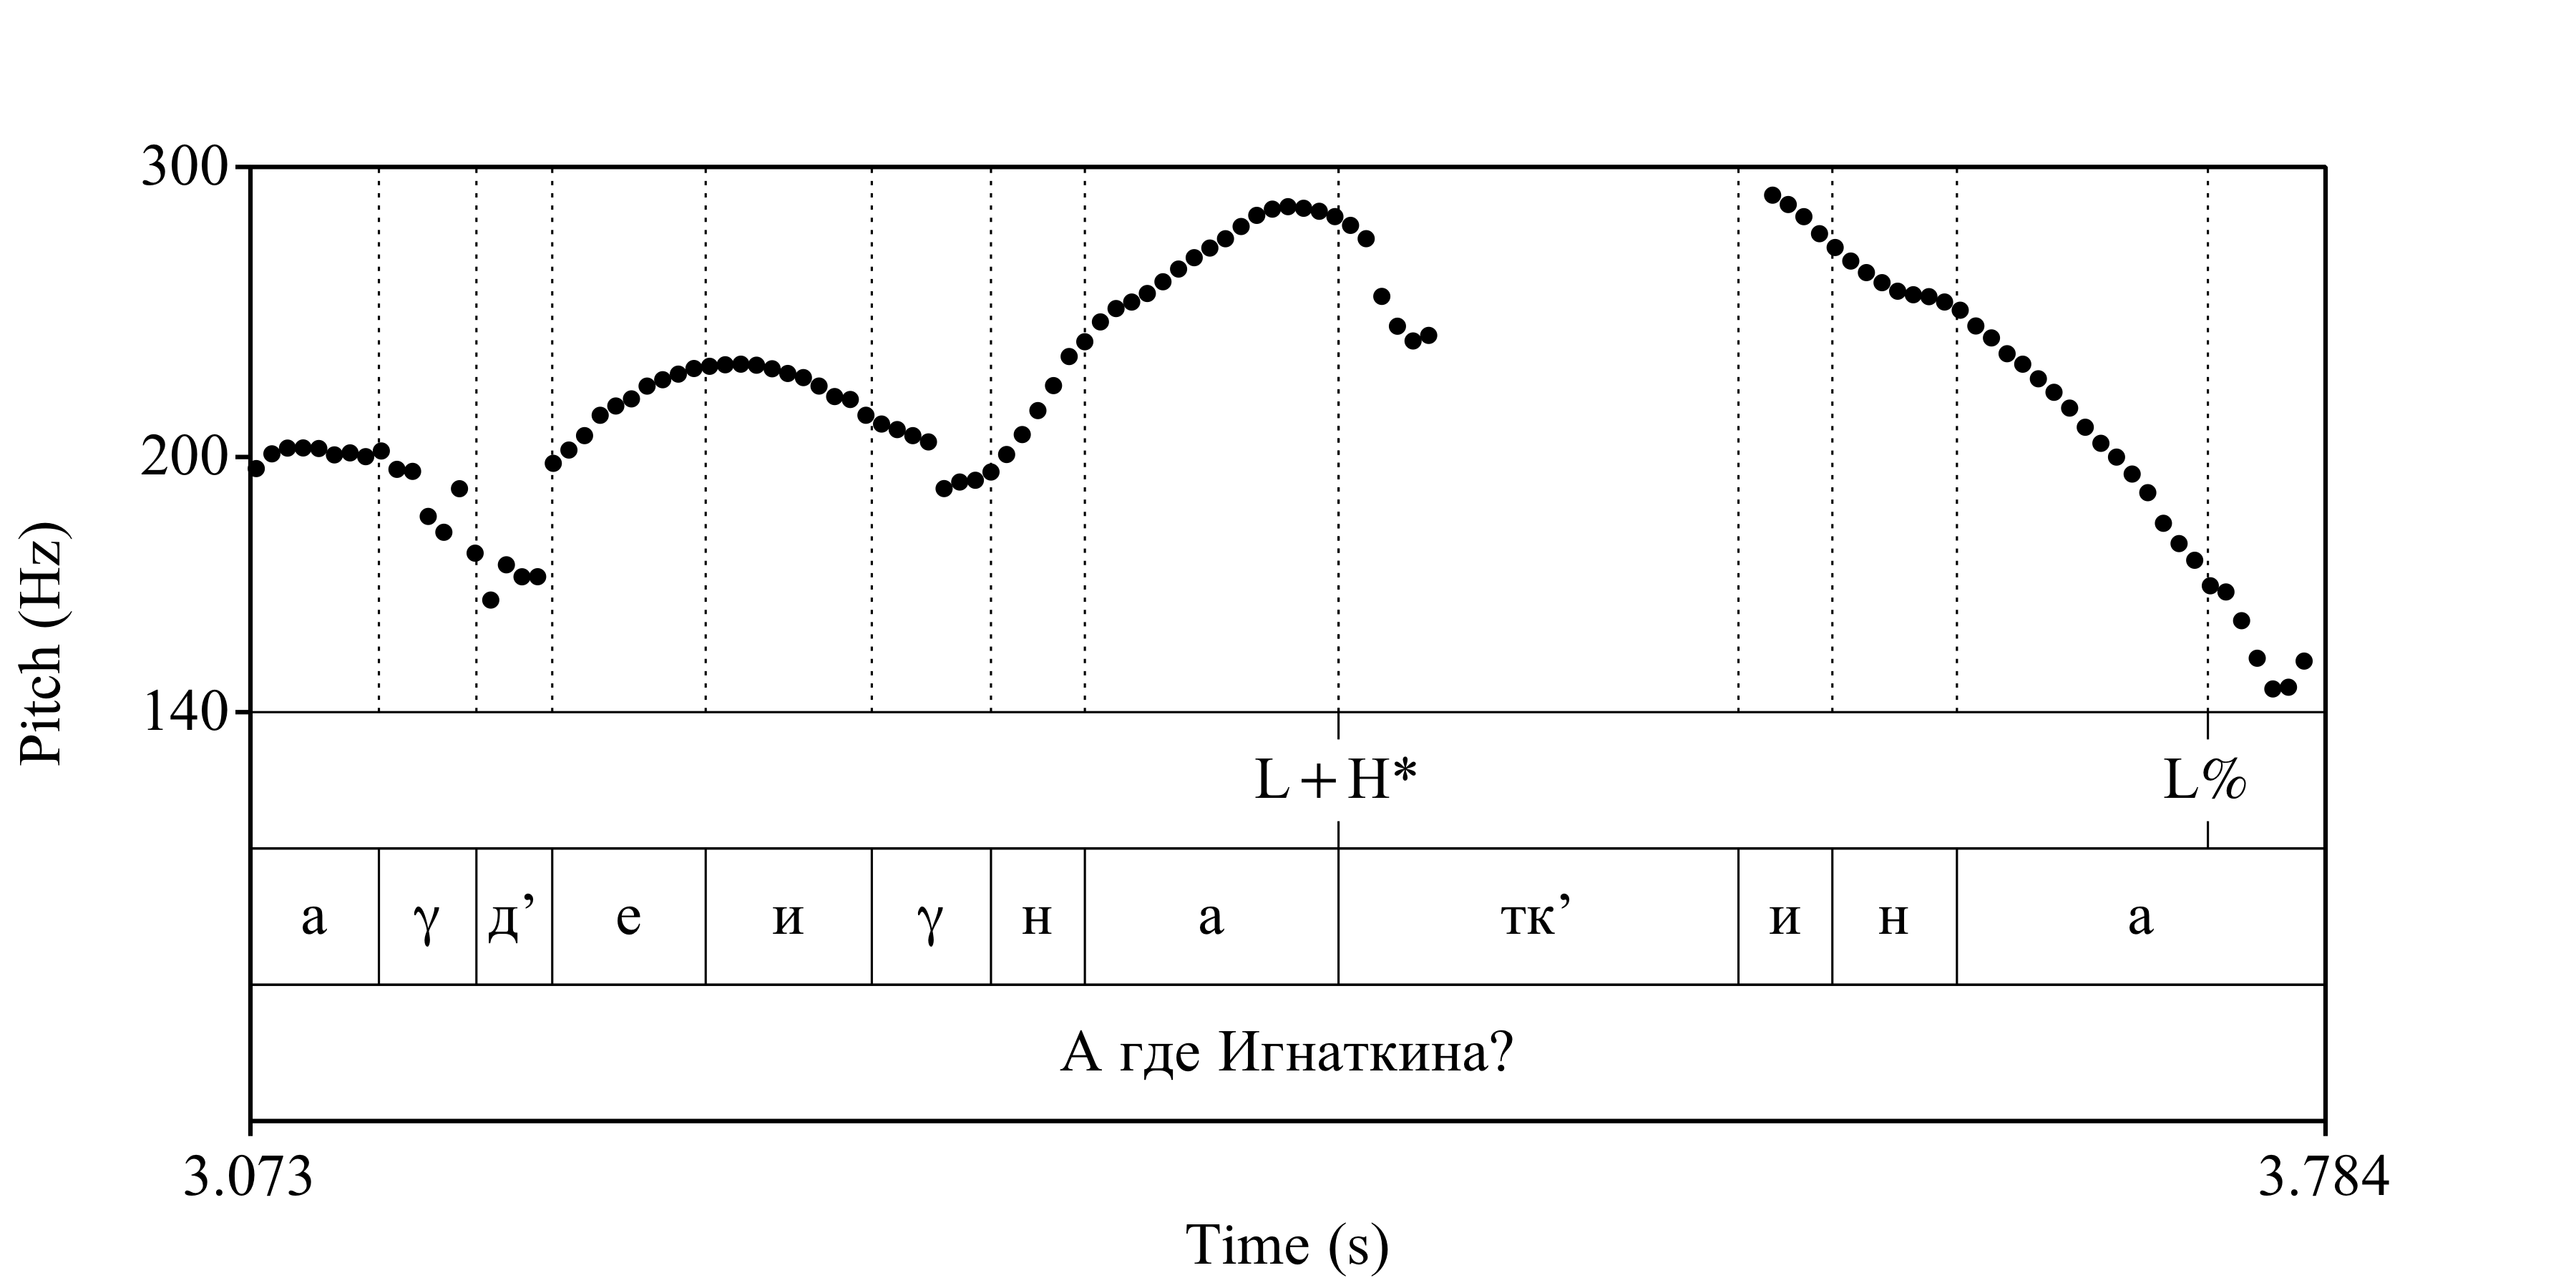 300
200
140
Pitch (Hz)
L+H* L%
а γ д’ е и γ н а тк’ и н а
А где Игнаткина?
3.073 3.784
Time (s)